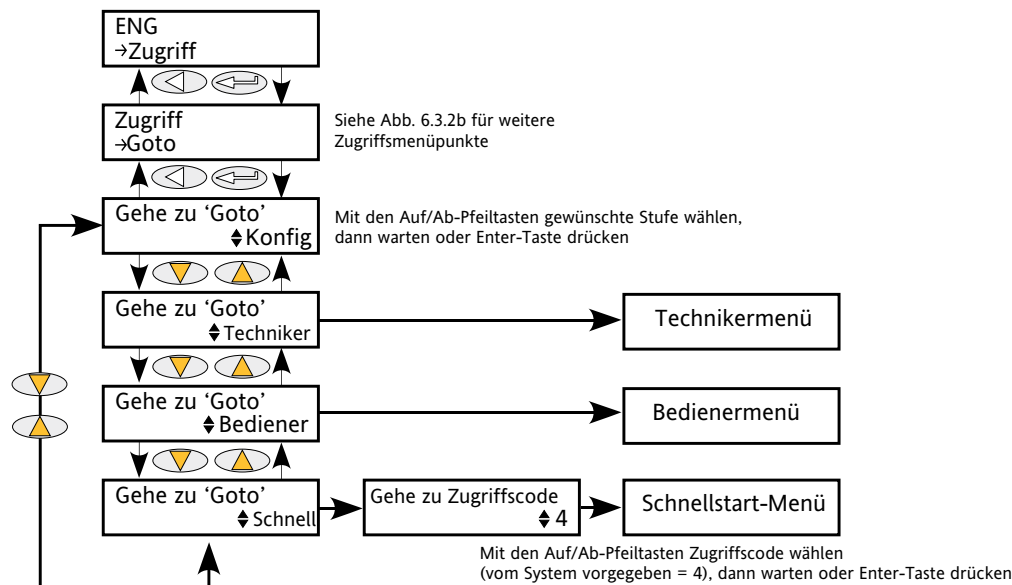 ENG
→Zugriff
Zugriff
→Goto
Siehe Abb. 6.3.2b für weitere
Zugriffsmenüpunkte
Gehe zu ‘Goto’
Konfig
Mit den Auf/Ab-Pfeiltasten gewünschte Stufe wählen,
dann warten oder Enter-Taste drücken
Gehe zu ‘Goto’
Techniker
Technikermenü
Gehe zu ‘Goto’
Bediener
Bedienermenü
Gehe zu ‘Goto’
Schnell
Gehe zu Zugriffscode
4
Schnellstart-Menü
Mit den Auf/Ab-Pfeiltasten Zugriffscode wählen
(vom System vorgegeben = 4), dann warten oder Enter-Taste drücken